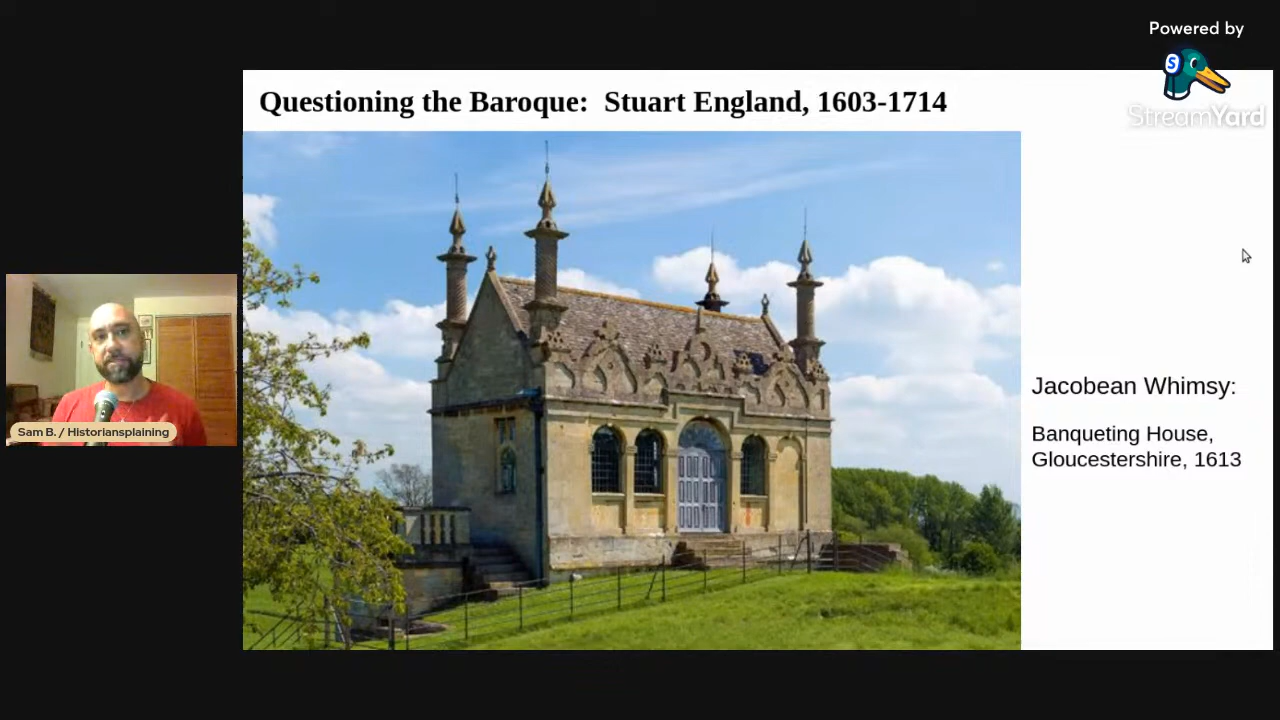 Powered by
StreamYard
Questioning the Baroque: Stuart England, 1603-1714
Jacobean Whimsy:
Banqueting House,
Gloucestershire, 1613
Sam B. / Historiansplaining
S